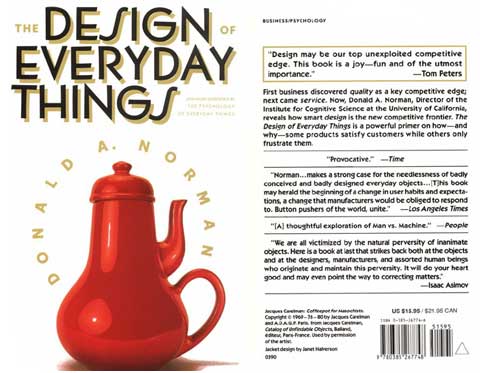 THE DESIGN OF
EVERYDAY
THINGS
PREVIOUSLY PUBLISHED AS
THE PSYCHOLOGY
OF EVERYDAY THINGS
DONALD A. NORMAN
BUSINESS/PSYCHOLOGY
"Design may be our top unexploited competitive
edge. This book is a joy—fun and of the utmost
importance." —Tom Peters
First business discovered quality as a key competitive edge;
next came service. Now, Donald A. Norman, Director of the
Institute for Cognitive Science at the University of California,
reveals how smart design is the new competitive frontier. The
Design of Everyday Things is a powerful primer on how—and
why—some products satisfy customers while others only
frustrate them.
"Provocative." —Time
"Norman...makes a strong case for the needlessness of badly
conceived and badly designed everyday objects...[T]his book
may herald the beginning of a change in user habits and expecta-
tions, a change that manufacturers would be obliged to respond
to. Button pushers of the world, unite." —Los Angeles Times
"[A] thoughtful exploration of Man vs. Machine." —People
"We are all victimized by the natural perversity of inanimate
objects. Here is a book at last that strikes back both at the objects
and at the designers, manufacturers, and assorted human beings
who originate and maintain this perversity. It will do your heart
good and may even point the way to correcting matters."
—Isaac Asimov
Jacques Carelman: Coffeepot for Masochists.
Copyright © 1969-76-80 by Jacques Carelman
and A.D.A.G.P. Paris. from Jacques Carelman,
Catalog of Unfindable Objects, Balland,
éditeur, Paris-France. Used by permission
of the artist.
Jacket design by Janet Halverson
0390
US $15.95 / $21.95 CAN
ISBN 0-385-26774-6
51595
9 780385 267748